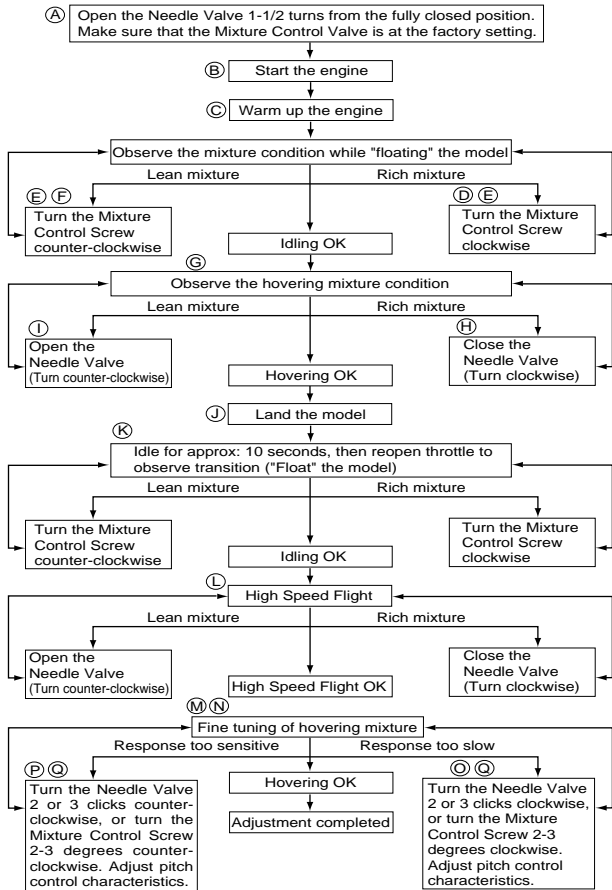 A
Open the Needle Valve 1-1/2 turns from the fully closed position.
Make sure that the Mixture Control Valve is at the factory setting.
B
Start the engine
C
Warm up the engine
Observe the mixture condition while "floating" the model
Lean mixture
Rich mixture
E F
Turn the Mixture
Control Screw
counter-clockwise
D E
Turn the Mixture
Control Screw
clockwise
Idling OK
G
Observe the hovering mixture condition
Lean mixture
Rich mixture
I
Open the
Needle Valve
(Turn counter-clockwise)
H
Close the
Needle Valve
(Turn clockwise)
Hovering OK
J
Land the model
K
Idle for approx: 10 seconds, then reopen throttle to
observe transition ("Float" the model)
Lean mixture
Rich mixture
Turn the Mixture
Control Screw
counter-clockwise
Turn the Mixture
Control Screw
clockwise
Idling OK
L
High Speed Flight
Lean mixture
Rich mixture
Open the
Needle Valve
(Turn counter-clockwise)
Close the
Needle Valve
(Turn clockwise)
High Speed Flight OK
M N
Fine tuning of hovering mixture
Response too sensitive
Response too slow
P Q
Turn the Needle Valve
2 or 3 clicks counter-
clockwise, or turn the
Mixture Control Screw
2-3 degrees counter-
clockwise. Adjust pitch
control characteristics.
Hovering OK
Adjustment completed
O Q
Turn the Needle Valve
2 or 3 clicks clockwise,
or turn the Mixture
Control Screw 2-3
degrees clockwise.
Adjust pitch control
characteristics.